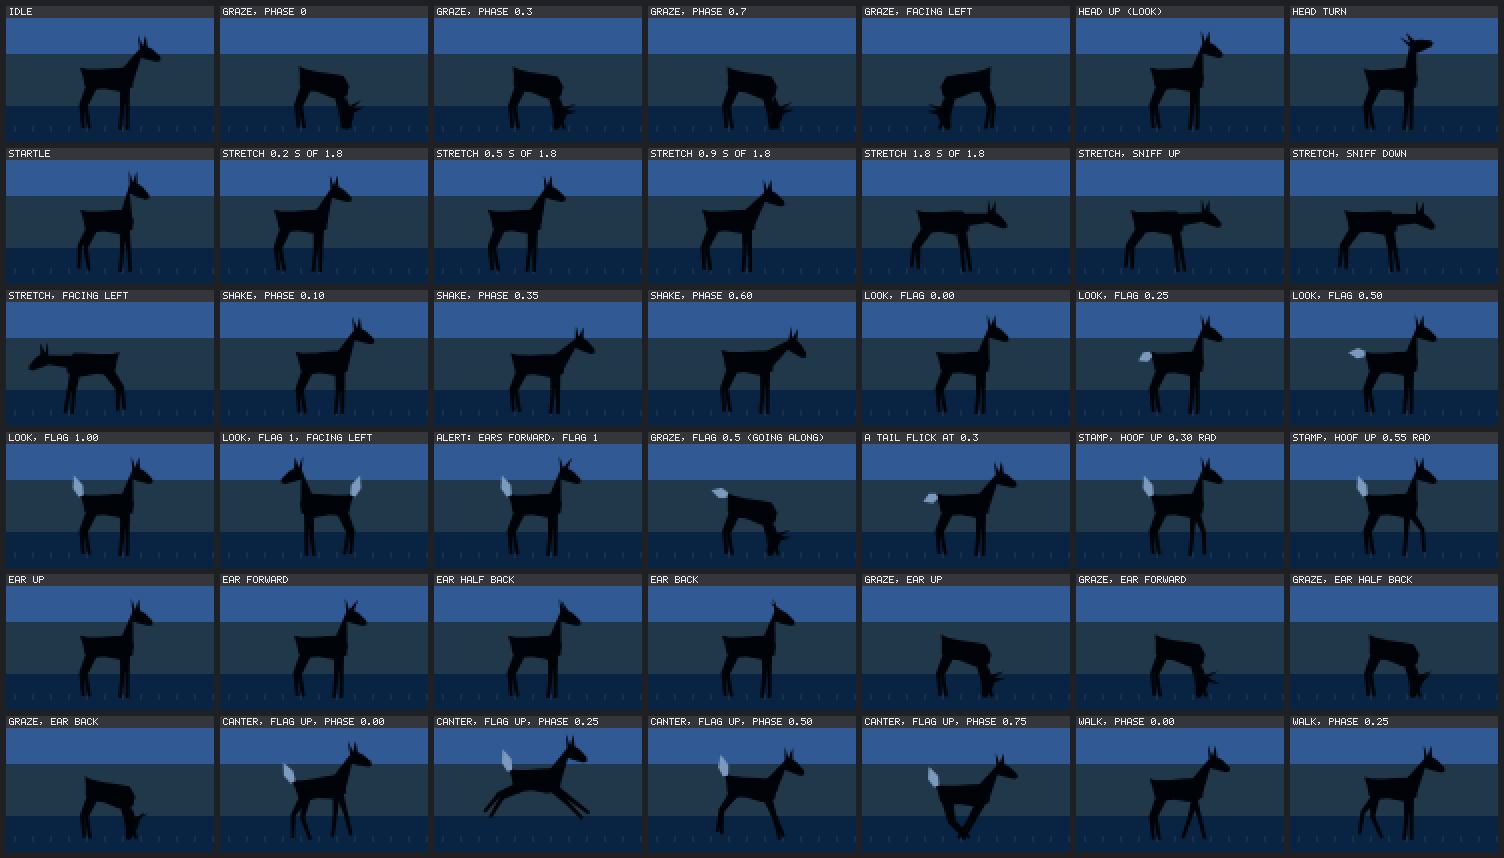 IDLE
GRAZE, PHASE 0
GRAZE, PHASE 0.3
GRAZE, PHASE 0.7
GRAZE, FACING LEFT
HEAD UP (LOOK)
HEAD TURN
STARTLE
STRETCH 0.2 S OF 1.8
STRETCH 0.5 S OF 1.8
STRETCH 0.9 S OF 1.8
STRETCH 1.8 S OF 1.8
STRETCH, SNIFF UP
STRETCH, SNIFF DOWN
STRETCH, FACING LEFT
SHAKE, PHASE 0.10
SHAKE, PHASE 0.35
SHAKE, PHASE 0.60
LOOK, FLAG 0.00
LOOK, FLAG 0.25
LOOK, FLAG 0.50
LOOK, FLAG 1.00
LOOK, FLAG 1, FACING LEFT
ALERT: EARS FORWARD, FLAG 1
GRAZE, FLAG 0.5 (GOING ALONG)
A TAIL FLICK AT 0.3
STAMP, HOOF UP 0.30 RAD
STAMP, HOOF UP 0.55 RAD
EAR UP
EAR FORWARD
EAR HALF BACK
EAR BACK
GRAZE, EAR UP
GRAZE, EAR FORWARD
GRAZE, EAR HALF BACK
GRAZE, EAR BACK
CANTER, FLAG UP, PHASE 0.00
CANTER, FLAG UP, PHASE 0.25
CANTER, FLAG UP, PHASE 0.50
CANTER, FLAG UP, PHASE 0.75
WALK, PHASE 0.00
WALK, PHASE 0.25